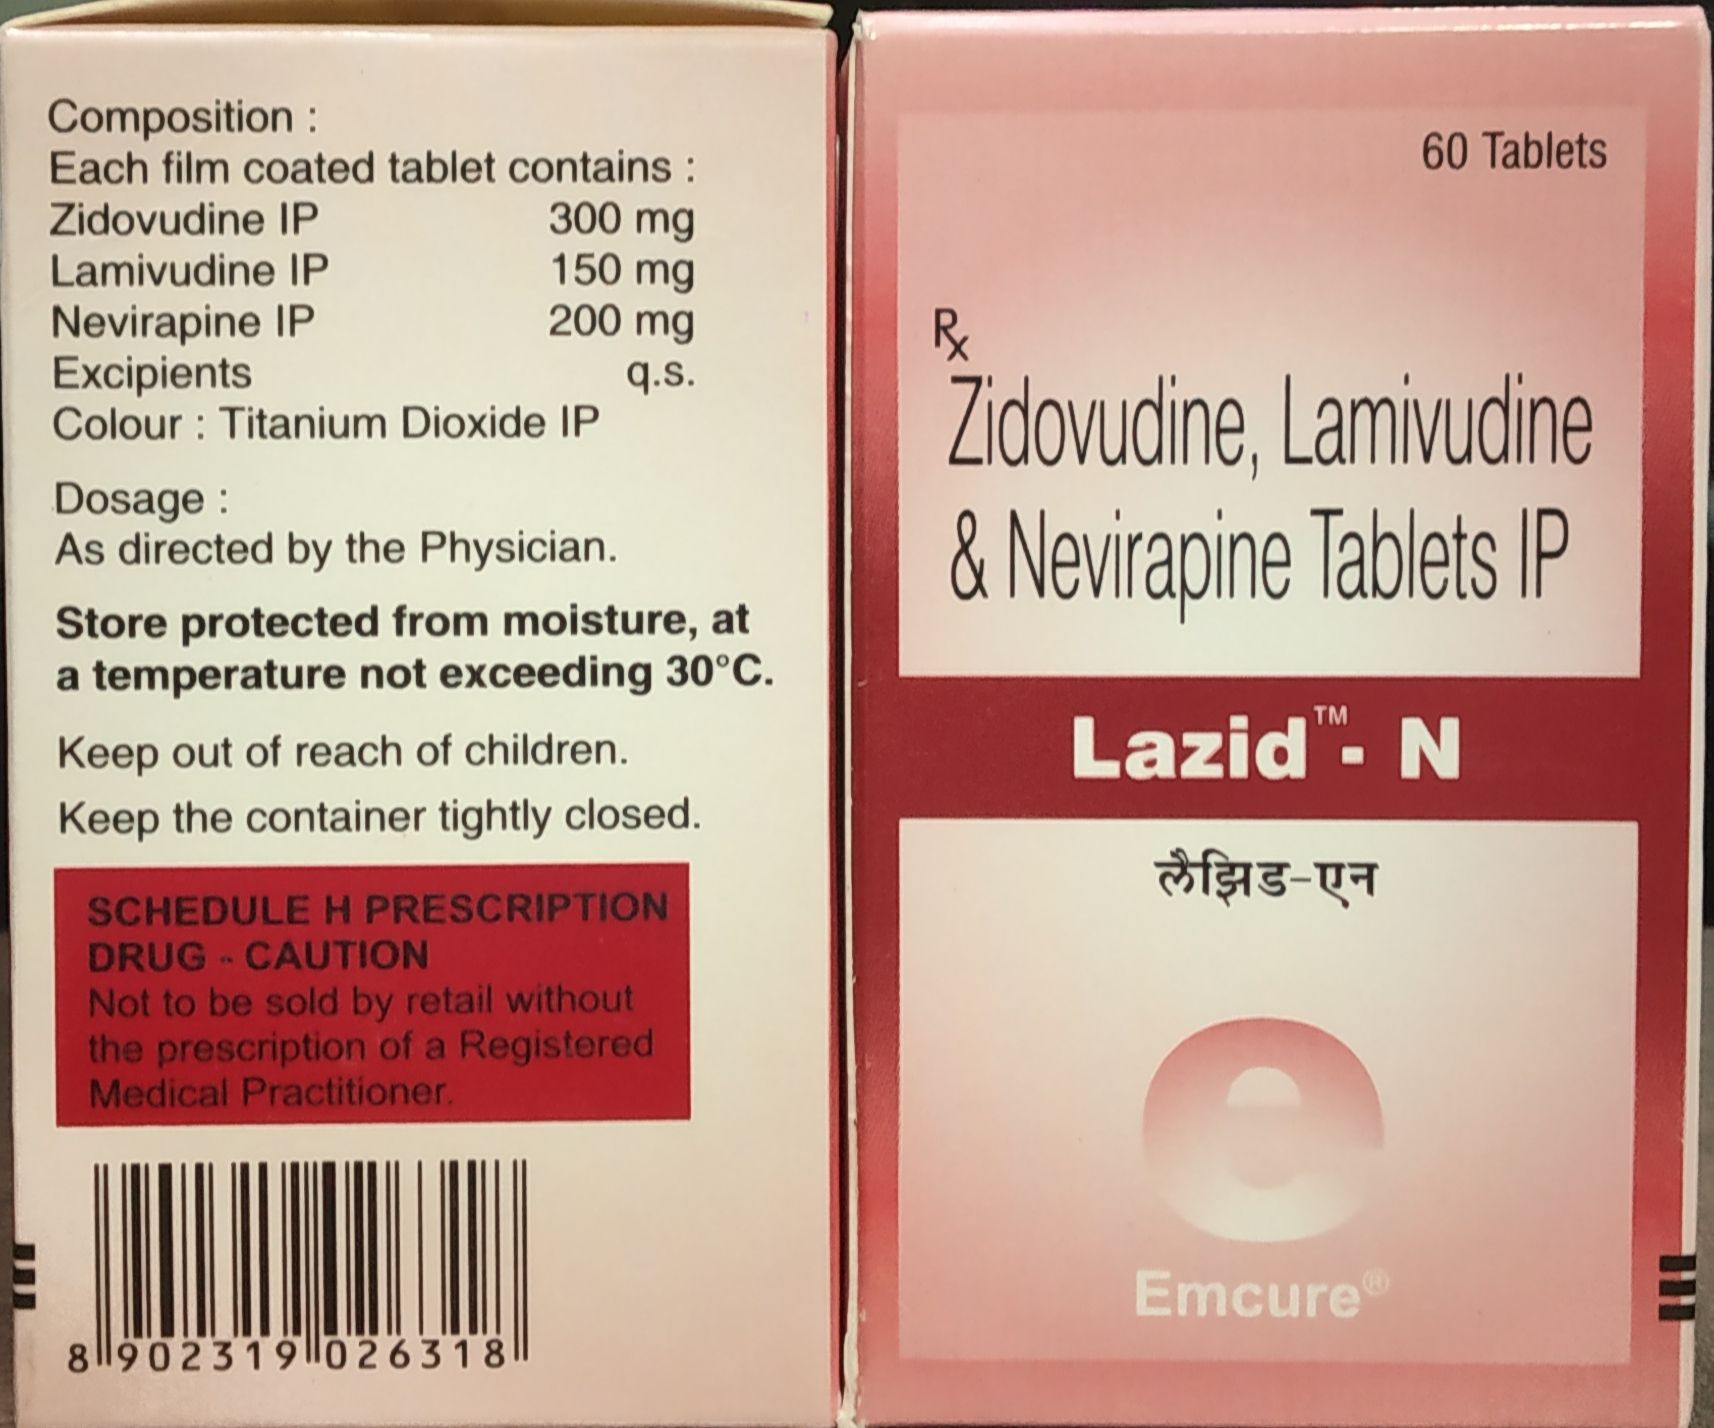 Composition :
Each film coated tablet contains :
Zidovudine IP 300 mg
Lamivudine IP 150 mg
Nevirapine IP 200 mg
Excipients q.s.
Colour : Titanium Dioxide IP
Dosage :
As directed by the Physician.
Store protected from moisture, at
a temperature not exceeding 30°C.
Keep out of reach of children.
Keep the container tightly closed.
SCHEDULE H PRESCRIPTION
DRUG - CAUTION
Not to be sold by retail without
the prescription of a Registered
Medical Practitioner.
8 902319 026318
60 Tablets
Rx
Zidovudine, Lamivudine
& Nevirapine Tablets IP
Lazid™- N
लैझिड-एन
Emcure®